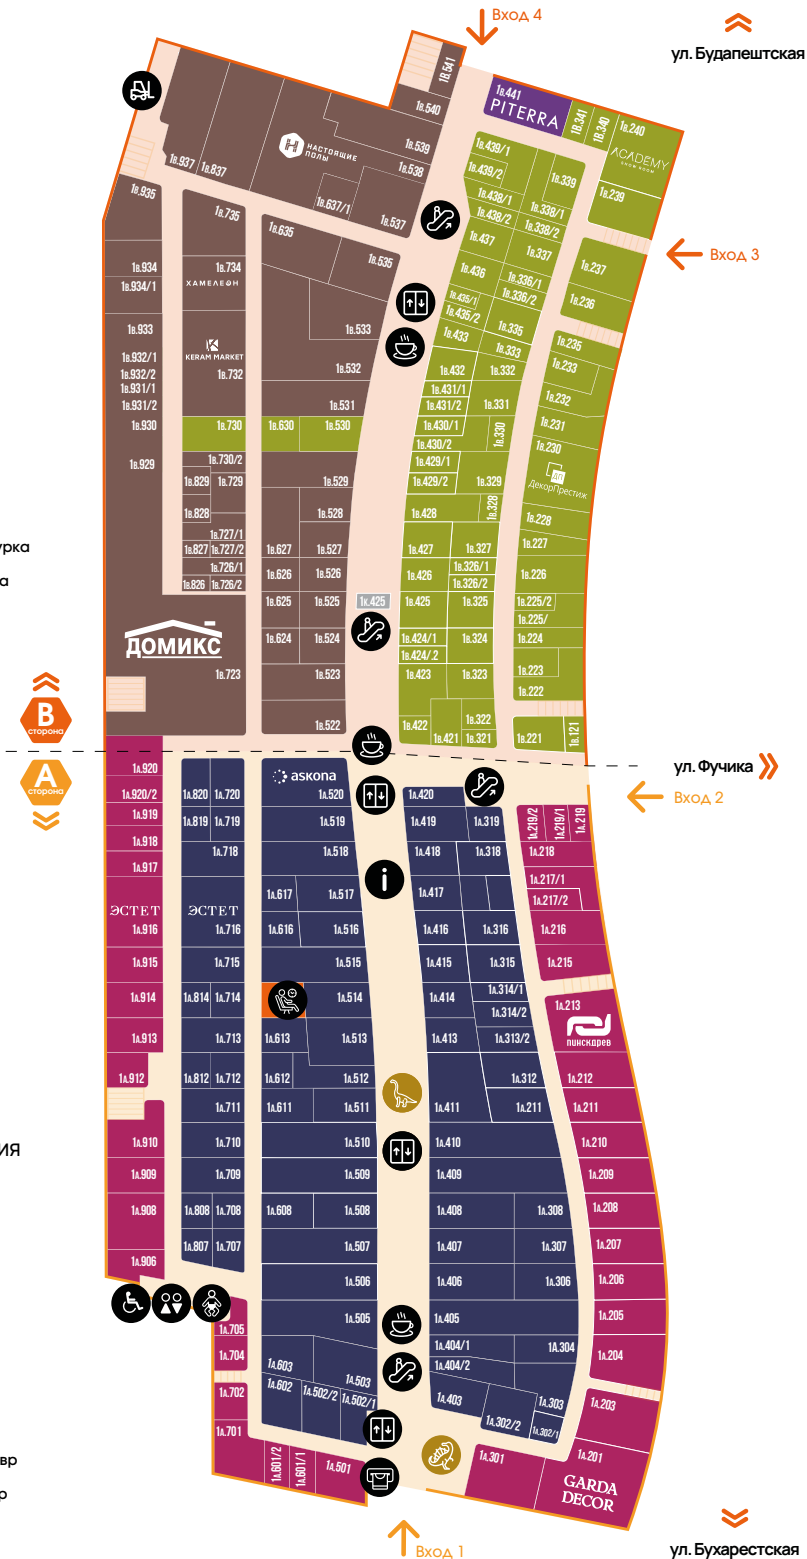 Вход 4
ул. Будапештская
1В.541
1В.540
1В.441
PITERRA
1В.341
1В.340
1В.240
ACADEMY
SHOW ROOM
1В.539
1В.538
НАСТОЯЩИЕ
ПОЛЫ
1В.937
1В.837
1В.637/1
1В.537
1В.439/1
1В.439/2
1В.339
1В.239
1В.438/1
1В.338/1
1В.438/2
1В.338/2
1В.935
1В.735
1В.635
1В.535
1В.437
1В.337
1В.237
Вход 3
1В.934
1В.734
ХАМЕЛЕОН
1В.934/1
1В.436
1В.336/1
1В.336/2
1В.236
1В.435/1
1В.435/2
1В.335
1В.933
1В.533
1В.433
1В.333
1В.235
KERAM MARKET
1В.932/1
1В.932/2
1В.732
1В.532
1В.432
1В.332
1В.233
1В.931/1
1В.931/2
1В.531
1В.431/1
1В.431/2
1В.331
1В.232
1В.930
1В.730
1В.630
1В.530
1В.430/1
1В.430/2
1В.330
1В.231
1В.230
1В.929
1В.730/2
1В.429/1
1В.829
1В.729
1В.529
1В.429/2
1В.329
ДП
ДекорПрестиж
1В.828
1В.528
1В.428
1В.328
1В.228
1В.727/1
1В.827
1В.727/2
1В.627
1В.527
1В.427
1В.327
1В.227
урка
1В.726/1
1В.626
1В.526
1В.426
1В.326/1
1В.226
а
1В.826
1В.726/2
1В.326/2
1В.625
1В.525
1К.425
1В.425
1В.325
1В.225/2
1В.225/
ДОМИКС
1В.624
1В.524
1В.424/1
1В.424/.2
1В.324
1В.224
1В.723
1В.523
1В.423
1В.323
1В.223
1В.222
В
сторона
1В.522
1В.422
1В.322
1В.421
1В.321
1В.221
1В.121
ул. Фучика
А
сторона
1А.920
askona
1А.920/2
1А.820
1А.720
1А.520
1А.420
Вход 2
1А.919
1А.819
1А.719
1А.519
1А.419
1А.319
1А.219/2
1А.219/1
1А.219
1А.918
1А.718
1А.518
1А.418
1А.318
1А.218
1А.917
1А.617
1А.517
1А.417
1А.217/1
1А.217/2
ЭСТЕТ
ЭСТЕТ
1А.916
1А.716
1А.616
1А.516
1А.416
1А.316
1А.216
1А.915
1А.715
1А.515
1А.415
1А.315
1А.215
1А.914
1А.814
1А.714
1А.514
1А.414
1А.314/1
1А.314/2
1А.213
ПИНСКДРЕВ
1А.913
1А.713
1А.613
1А.513
1А.413
1А.313/2
1А.912
1А.812
1А.712
1А.612
1А.512
1А.312
1А.212
1А.711
1А.611
1А.511
1А.411
1А.211
1А.211
1А.910
1А.710
1А.510
1А.410
1А.210
ИЯ
1А.909
1А.709
1А.509
1А.409
1А.209
1А.908
1А.808
1А.708
1А.608
1А.508
1А.408
1А.308
1А.208
1А.807
1А.707
1А.507
1А.407
1А.307
1А.207
1А.906
1А.506
1А.406
1А.306
1А.206
1А.705
1А.505
1А.405
1А.205
1А.704
1А.404/1
1А.304
1А.204
1А.603
1А.503
1А.404/2
1А.702
1А.602
1А.502/2
1А.502/1
1А.403
1А.303
1А.203
1А.701
1А.302/2
1А.302/1
вр
1А.601/2
1А.601/1
1А.501
1А.301
1А.201
р
GARDA
DECOR
Вход 1
ул. Бухарестская